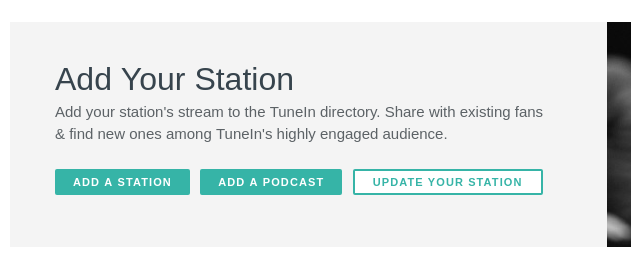 Add Your Station
Add your station's stream to the TuneIn directory. Share with existing fans
& find new ones among TuneIn's highly engaged audience.
ADD A STATION ADD A PODCAST UPDATE YOUR STATION